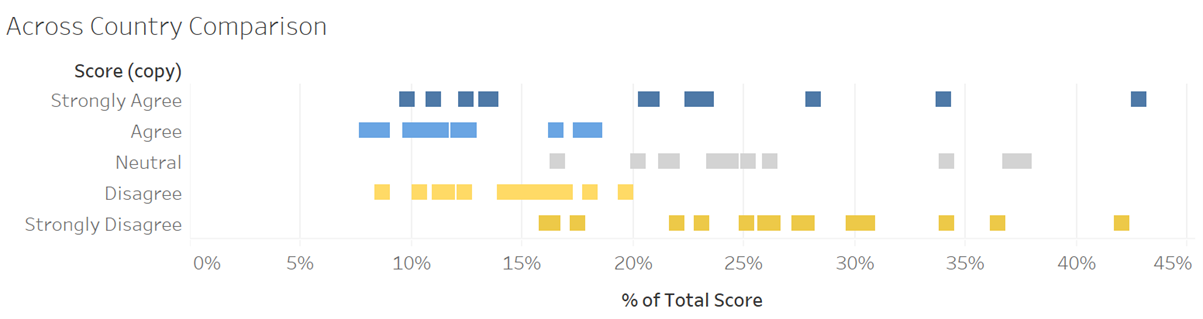 Across Country Comparison
Score (copy)
Strongly Agree
Agree
Neutral
Disagree
Strongly Disagree
0% 5% 10% 15% 20% 25% 30% 35% 40% 45%
% of Total Score